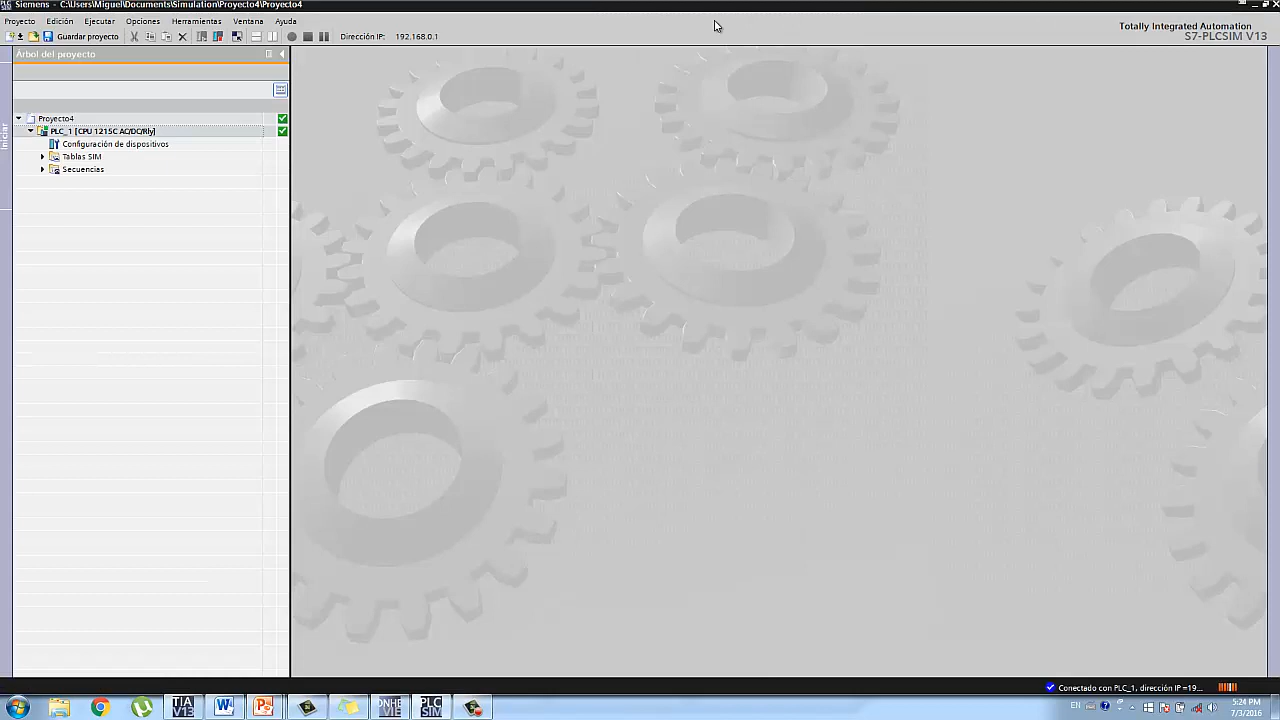 Siemens - C:\Users\Miguel\Documents\Simulation\Proyecto4\Proyecto4
Proyecto Edición Ejecutar Opciones Herramientas Ventana Ayuda
Totally Integrated Automation
S7-PLCSIM V13
Guardar proyecto Dirección IP: 192.168.0.1
Árbol del proyecto
Iniciar
Proyecto4
PLC_1 [CPU 1215C AC/DC/Rly]
Configuración de dispositivos
Tablas SIM
Secuencias
Conectado con PLC_1, dirección IP =19...
TIA V13
PLC SIM
EN
5:24 PM
7/3/2016